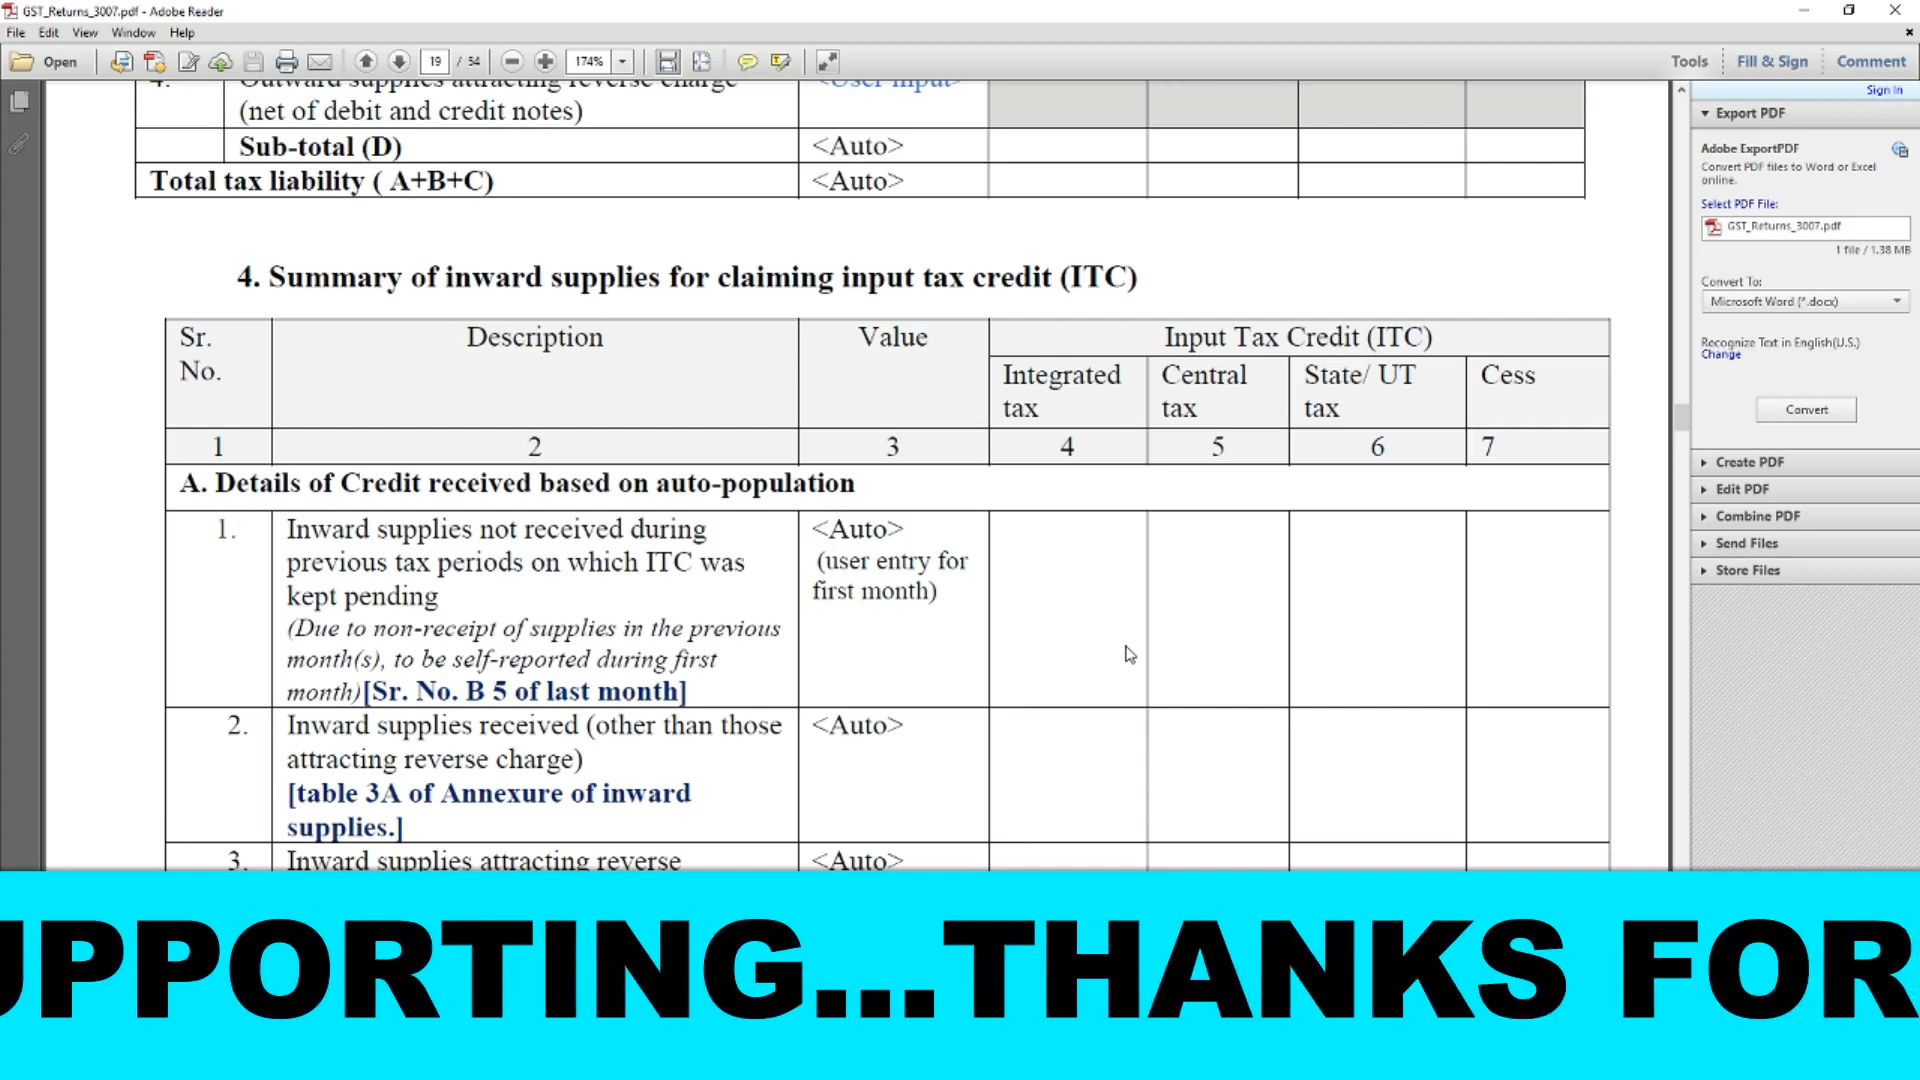 GST_Returns_3007.pdf - Adobe Reader
File Edit View Window Help
Open 19 / 54 174% Tools Fill & Sign Comment
Sign In
4. Outward supplies attracting reverse charge <User input>
(net of debit and credit notes)
Sub-total (D) <Auto>
Total tax liability ( A+B+C) <Auto>
4. Summary of inward supplies for claiming input tax credit (ITC)
Sr. Description Value Input Tax Credit (ITC)
No.
Integrated Central State/ UT Cess
tax tax tax
1 2 3 4 5 6 7
A. Details of Credit received based on auto-population
1. Inward supplies not received during <Auto>
previous tax periods on which ITC was (user entry for
kept pending first month)
(Due to non-receipt of supplies in the previous
month(s), to be self-reported during first
month)[Sr. No. B 5 of last month]
2. Inward supplies received (other than those <Auto>
attracting reverse charge)
[table 3A of Annexure of inward
supplies.]
3. Inward supplies attracting reverse <Auto>
Export PDF
Adobe ExportPDF
Convert PDF files to Word or Excel
online.
Select PDF File:
GST_Returns_3007.pdf
1 file / 1.38 MB
Convert To:
Microsoft Word (*.docx)
Recognize Text in English(U.S.)
Change
Convert
Create PDF
Edit PDF
Combine PDF
Send Files
Store Files
UPPORTING...THANKS FOR